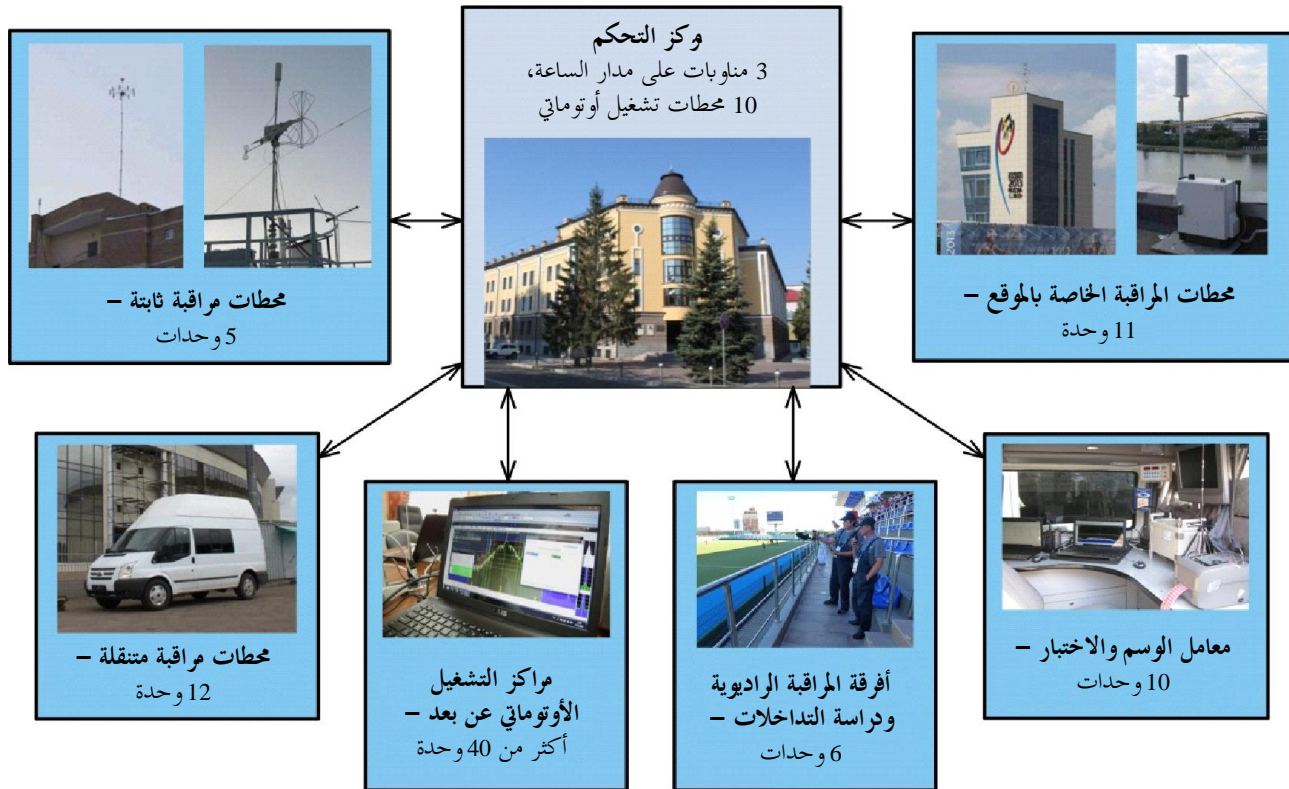 مركز التحكم
3 مناوبات على مدار الساعة،
10 محطات تشغيل أوتوماتي
محطات المراقبة الخاصة بالموقع –
11 وحدة
محطات مراقبة ثابتة –
5 وحدات
معامل الوسم والاختبار –
10 وحدات
أفرقة المراقبة الراديوية
ودراسة التداخلات –
6 وحدات
مراكز التشغيل
الأوتوماتي عن بعد –
أكثر من 40 وحدة
محطات مراقبة متنقلة –
12 وحدة
2013